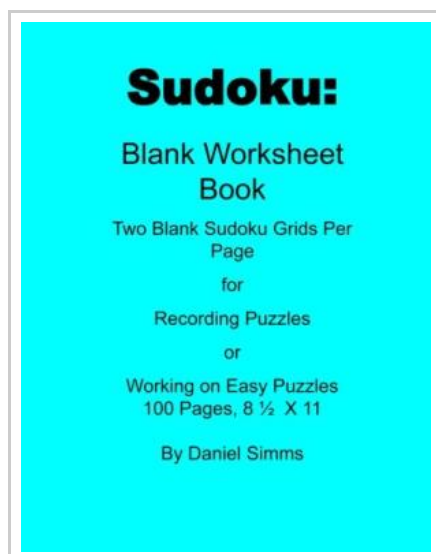 Sudoku:
Blank Worksheet
Book
Two Blank Sudoku Grids Per
Page
for
Recording Puzzles
or
Working on Easy Puzzles
100 Pages, 8 ½ X 11
By Daniel Simms